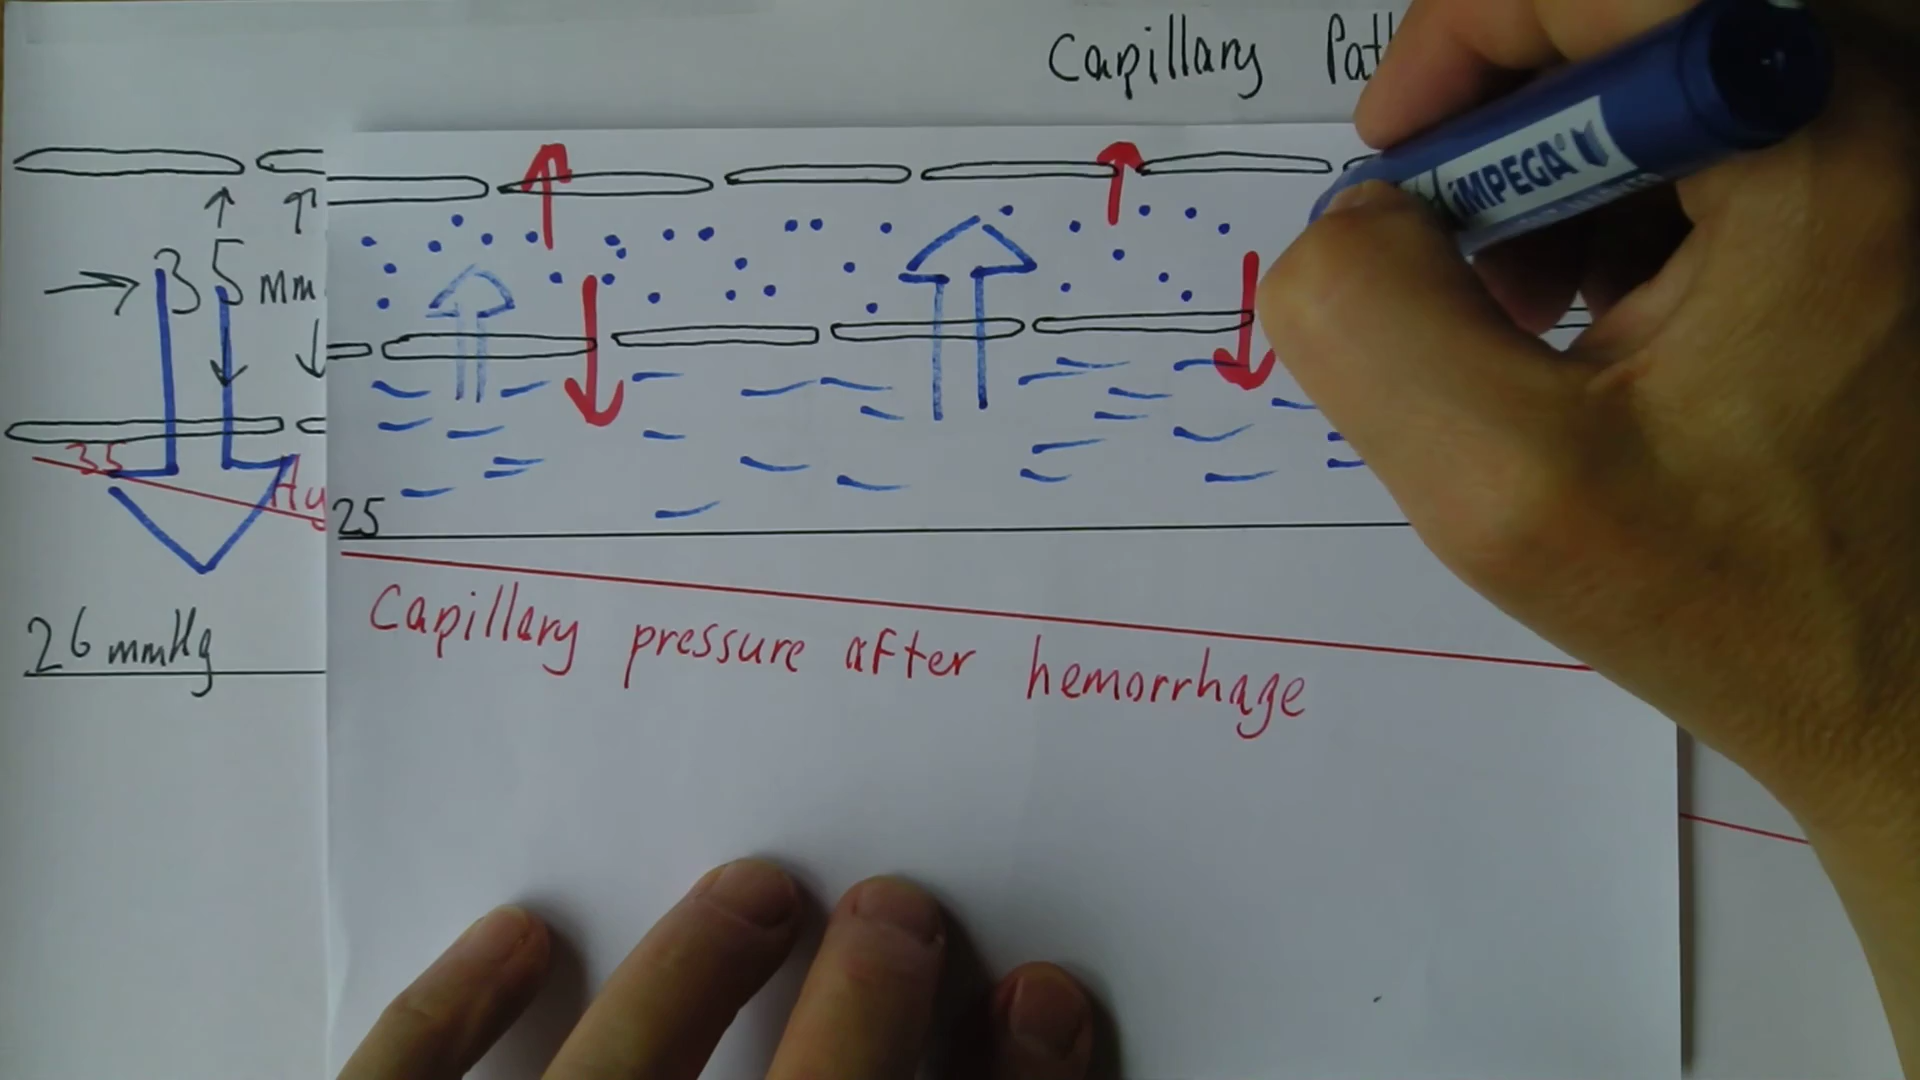 Capillary
35 mm
35
25
26 mmHg
Capillary pressure after hemorrhage
iMPEGA